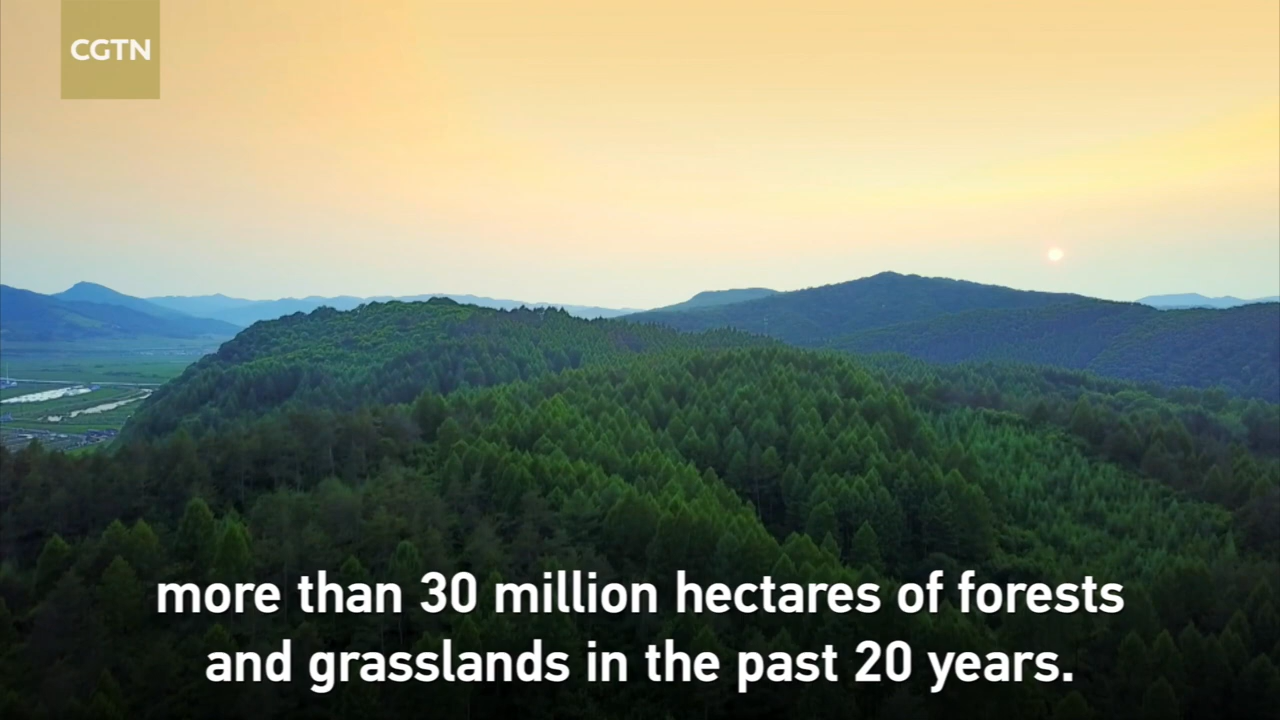 CGTN
more than 30 million hectares of forests
and grasslands in the past 20 years.